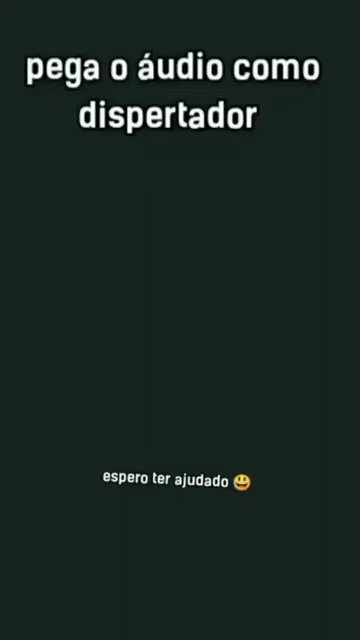 pega o áudio como
dispertador
espero ter ajudado 😃